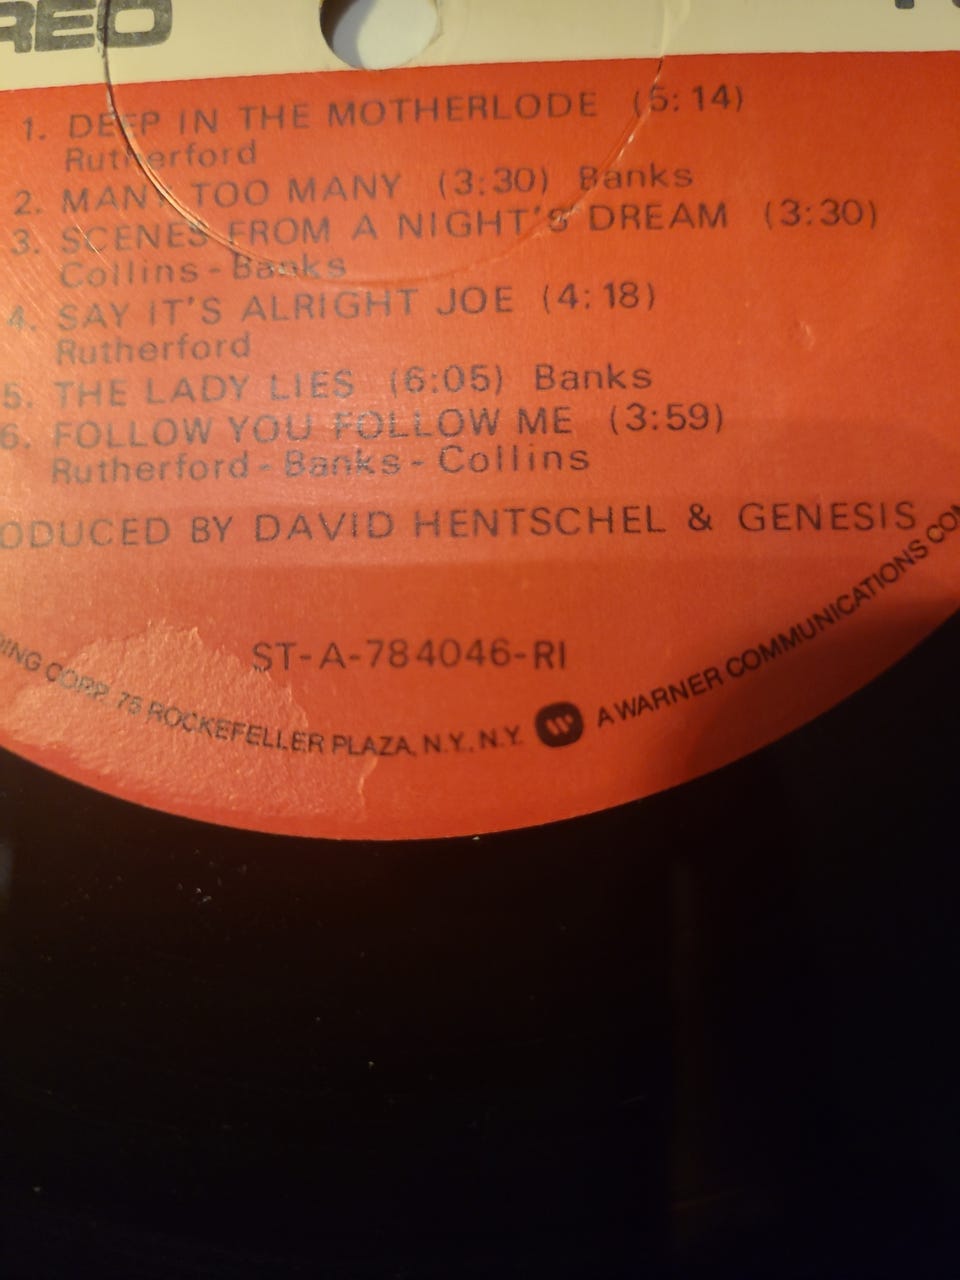 REO
1. DEEP IN THE MOTHERLODE (5:14)
Rutherford
2. MANY TOO MANY (3:30) Banks
3. SCENES FROM A NIGHT'S DREAM (3:30)
Collins - Banks
4. SAY IT'S ALRIGHT JOE (4:18)
Rutherford
5. THE LADY LIES (6:05) Banks
6. FOLLOW YOU FOLLOW ME (3:59)
Rutherford - Banks - Collins
ODUCED BY DAVID HENTSCHEL & GENESIS
ST-A-784046-RI
DING CORP. 75 ROCKEFELLER PLAZA, N.Y., N.Y. W A WARNER COMMUNICATIONS CO